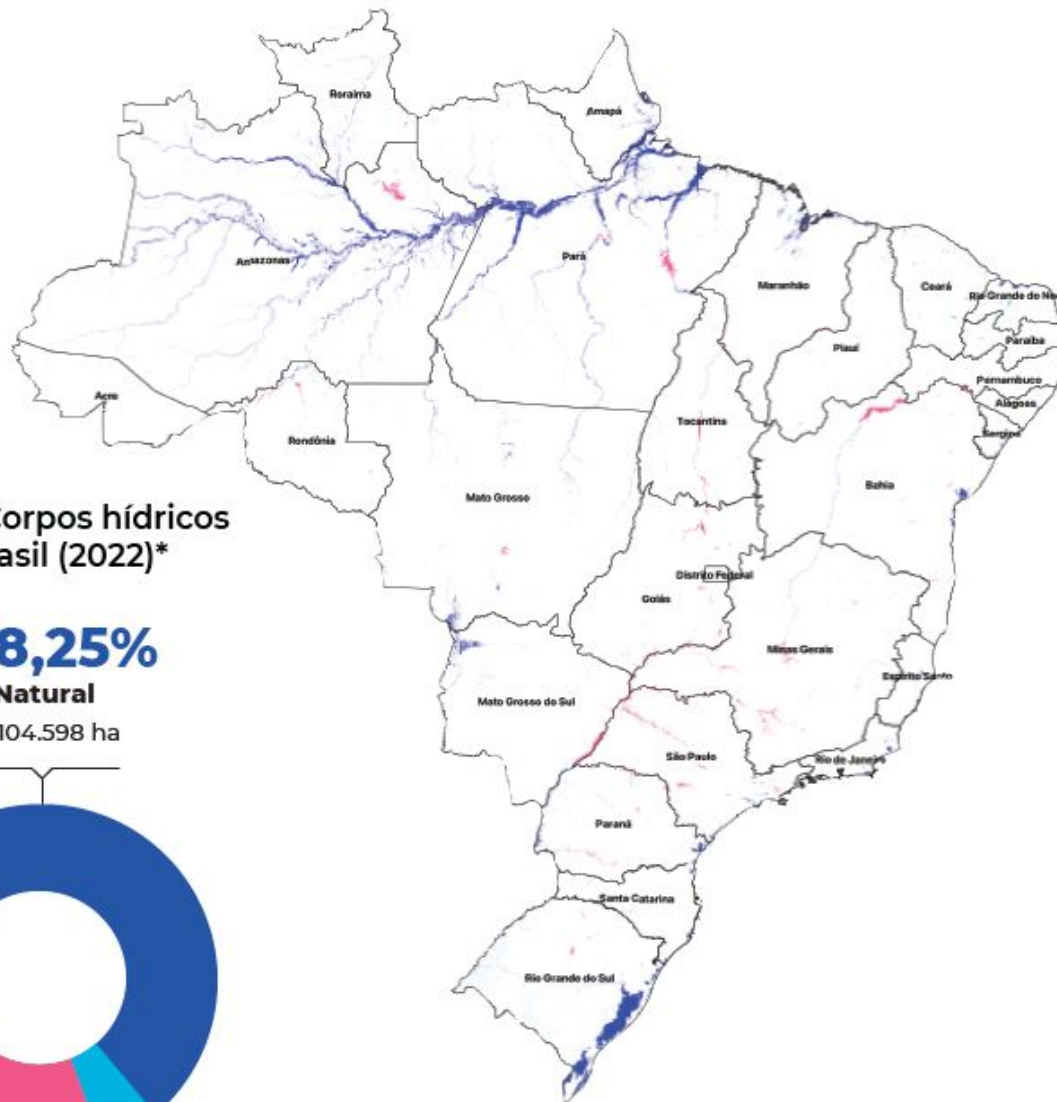 Roraima
Amapá
Amazonas
Pará
Maranhão
Ceará
Rio Grande do No
Paraíba
Piauí
Pernambuco
Alagoas
Sergipe
Acre
Rondônia
Tocantins
Bahia
Mato Grosso
orpos hídricos
asil (2022)*
Distrito Federal
Goiás
8,25%
Natural
104.598 ha
Minas Gerais
Espírito Santo
Mato Grosso do Sul
São Paulo
Rio de Janeiro
Paraná
Santa Catarina
Rio Grande do Sul